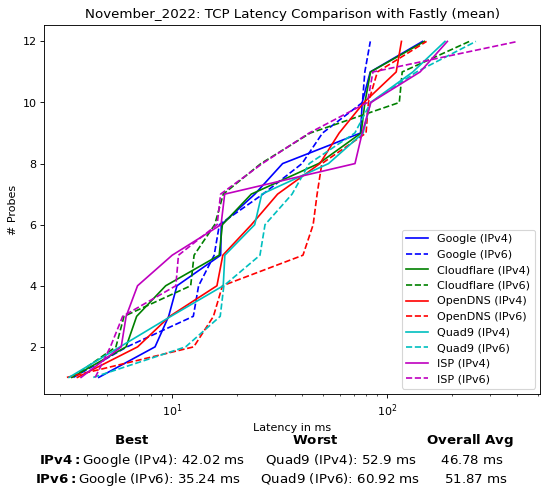 November_2022: TCP Latency Comparison with Fastly (mean)
12
10
8
6
4
2
# Probes
Google (IPv4)
Google (IPv6)
Cloudflare (IPv4)
Cloudflare (IPv6)
OpenDNS (IPv4)
OpenDNS (IPv6)
Quad9 (IPv4)
Quad9 (IPv6)
ISP (IPv4)
ISP (IPv6)
10¹ 10²
Latency in ms
Best Worst Overall Avg
IPv4: Google (IPv4): 42.02 ms Quad9 (IPv4): 52.9 ms 46.78 ms
IPv6: Google (IPv6): 35.24 ms Quad9 (IPv6): 60.92 ms 51.87 ms